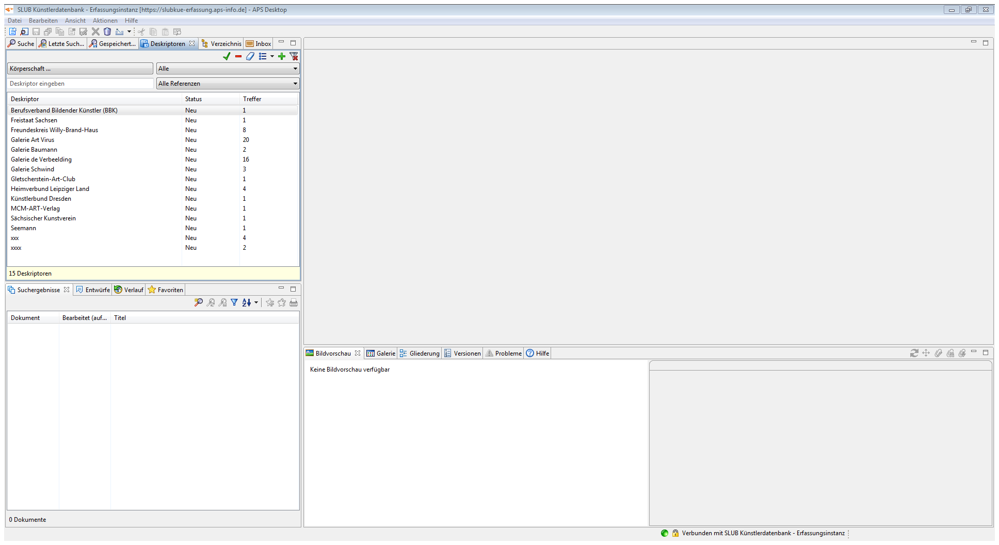 SLUB Künstlerdatenbank - Erfassungsinstanz [https://slubkue-erfassung.aps-info.de] - APS Desktop
Datei Bearbeiten Ansicht Aktionen Hilfe
Suche Letzte Such... Gespeichert... Deskriptoren Verzeichnis Inbox
Körperschaft ... Alle
Deskriptor eingeben Alle Referenzen
Deskriptor Status Treffer
Berufsverband Bildender Künstler (BBK) Neu 1
Freistaat Sachsen Neu 1
Freundeskreis Willy-Brand-Haus Neu 8
Galerie Art Virus Neu 20
Galerie Baumann Neu 2
Galerie de Verbeelding Neu 16
Galerie Schwind Neu 3
Gletscherstein-Art-Club Neu 1
Heimverbund Leipziger Land Neu 4
Künstlerbund Dresden Neu 1
MCM-ART-Verlag Neu 1
Sächsischer Kunstverein Neu 1
Seemann Neu 1
xxx Neu 4
xxxx Neu 2
15 Deskriptoren
Suchergebnisse Entwürfe Verlauf Favoriten
Dokument Bearbeitet (auf... Titel
0 Dokumente
Bildvorschau Galerie Gliederung Versionen Probleme Hilfe
Keine Bildvorschau verfügbar
Verbunden mit SLUB Künstlerdatenbank - Erfassungsinstanz